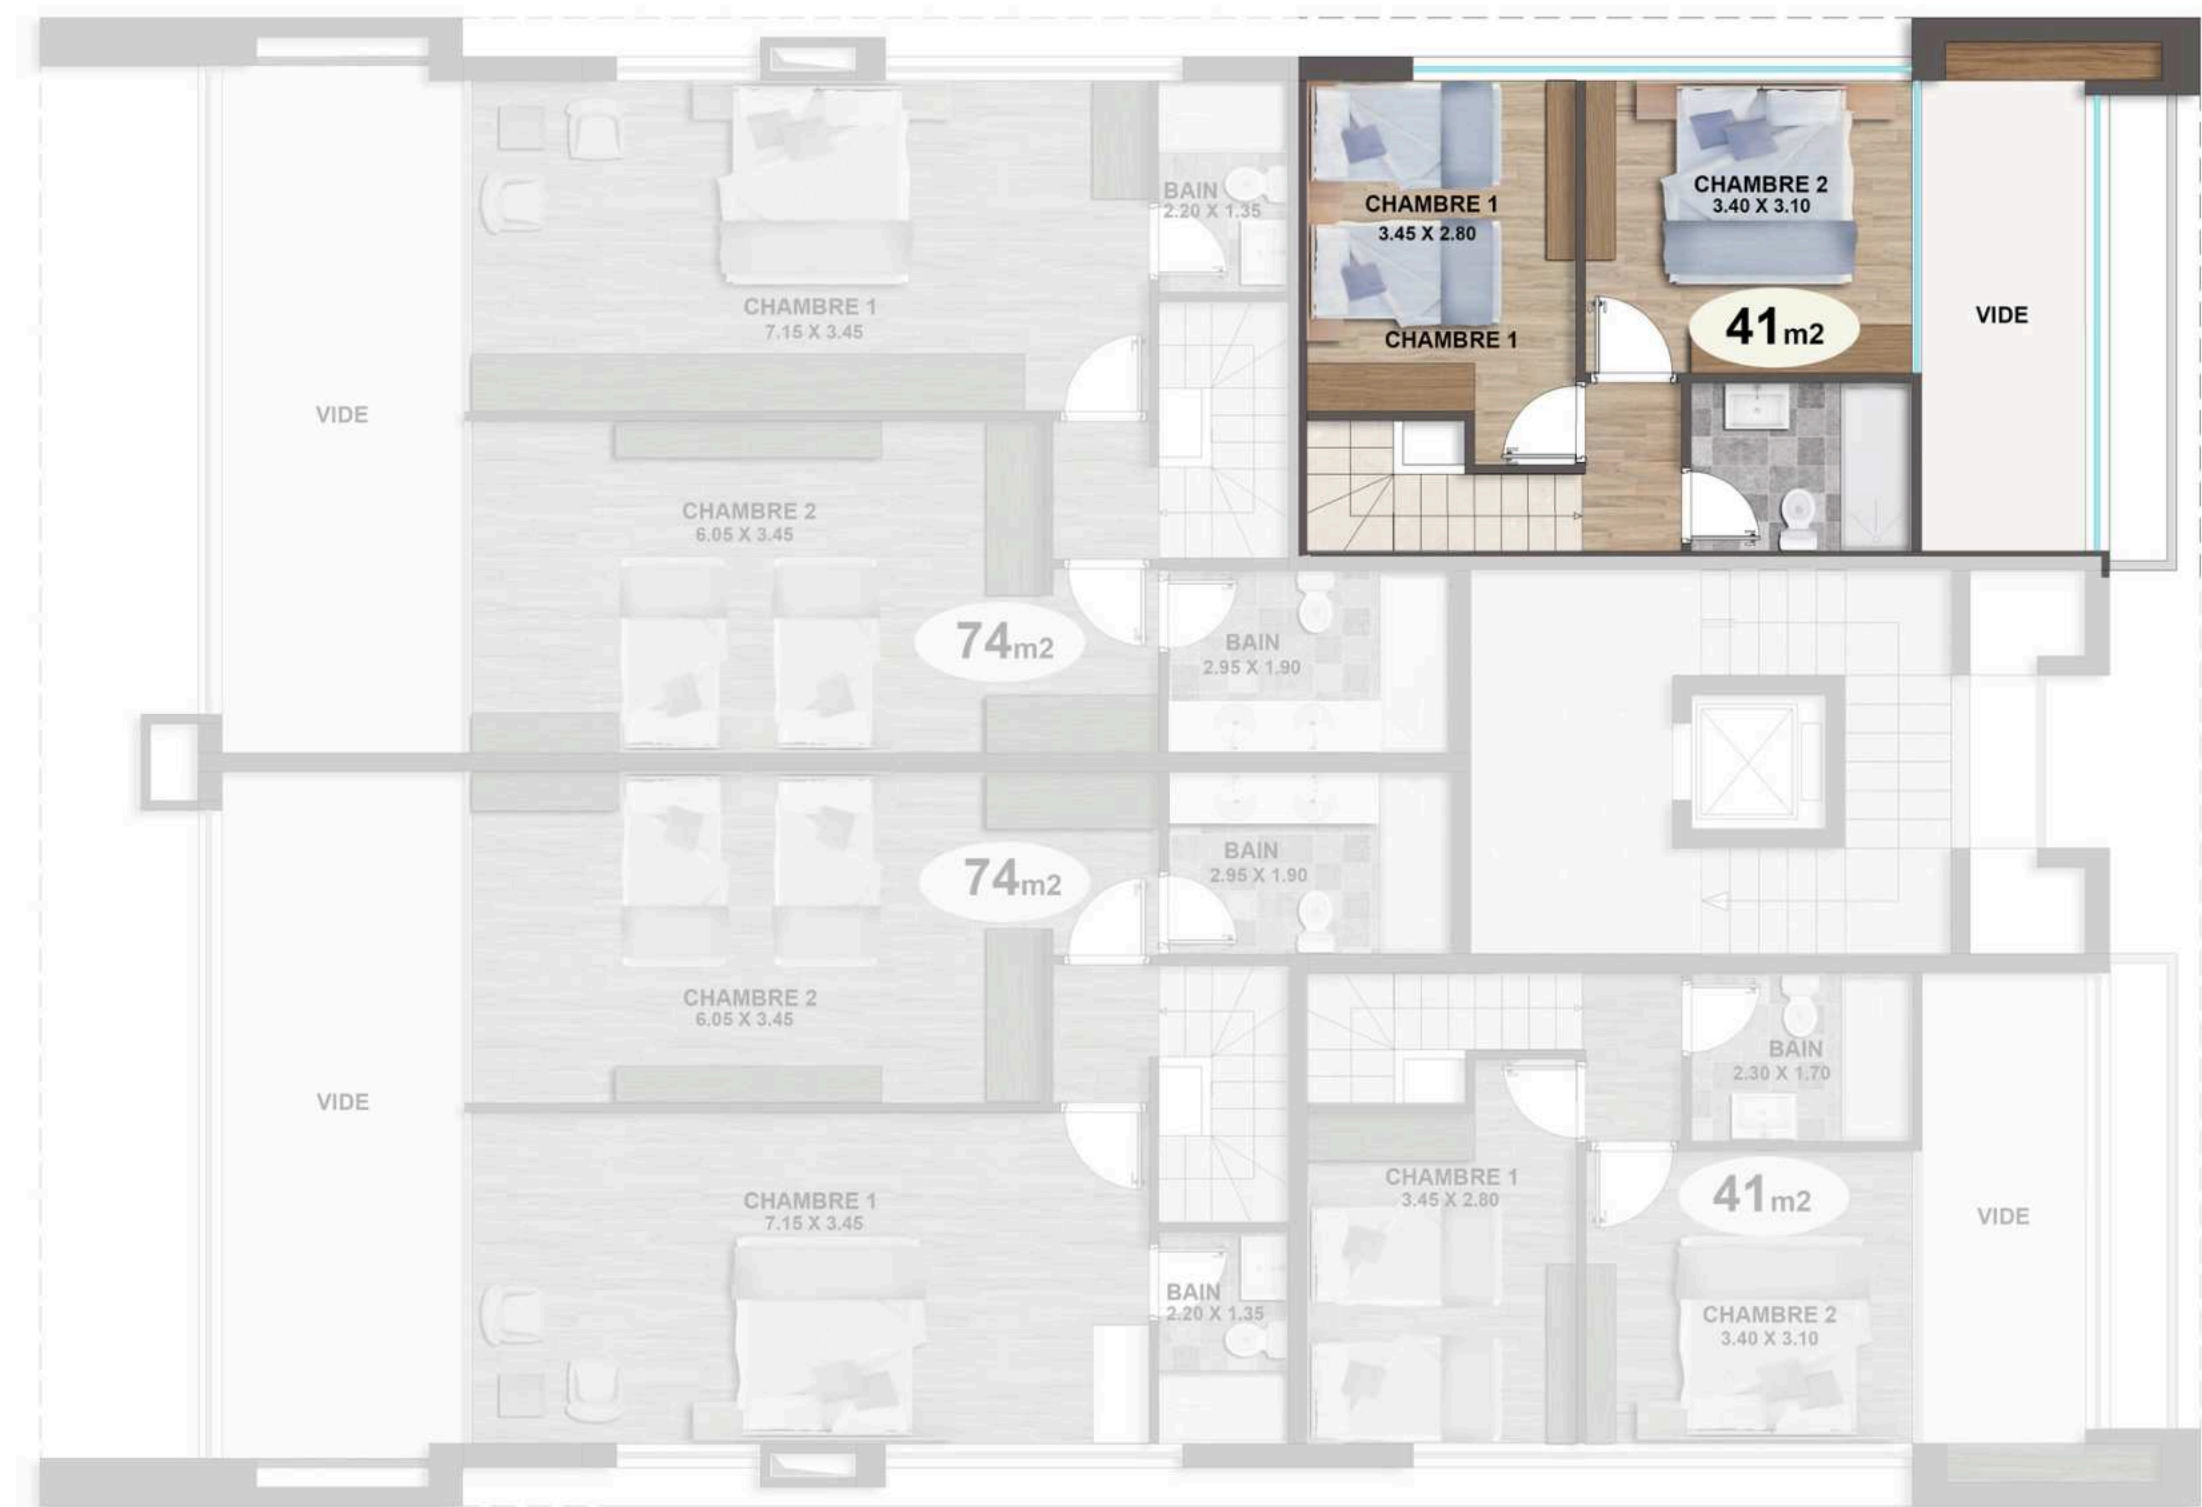 BAIN
2.20 X 1.35
CHAMBRE 1
3.45 X 2.80
CHAMBRE 1
CHAMBRE 2
3.40 X 3.10
41m2
VIDE
CHAMBRE 1
7.15 X 3.45
VIDE
CHAMBRE 2
6.05 X 3.45
74m2
BAIN
2.95 X 1.90
74m2
BAIN
2.95 X 1.90
CHAMBRE 2
6.05 X 3.45
VIDE
BAIN
2.30 X 1.70
CHAMBRE 1
3.45 X 2.80
41m2
VIDE
CHAMBRE 1
7.15 X 3.45
BAIN
2.20 X 1.35
CHAMBRE 2
3.40 X 3.10